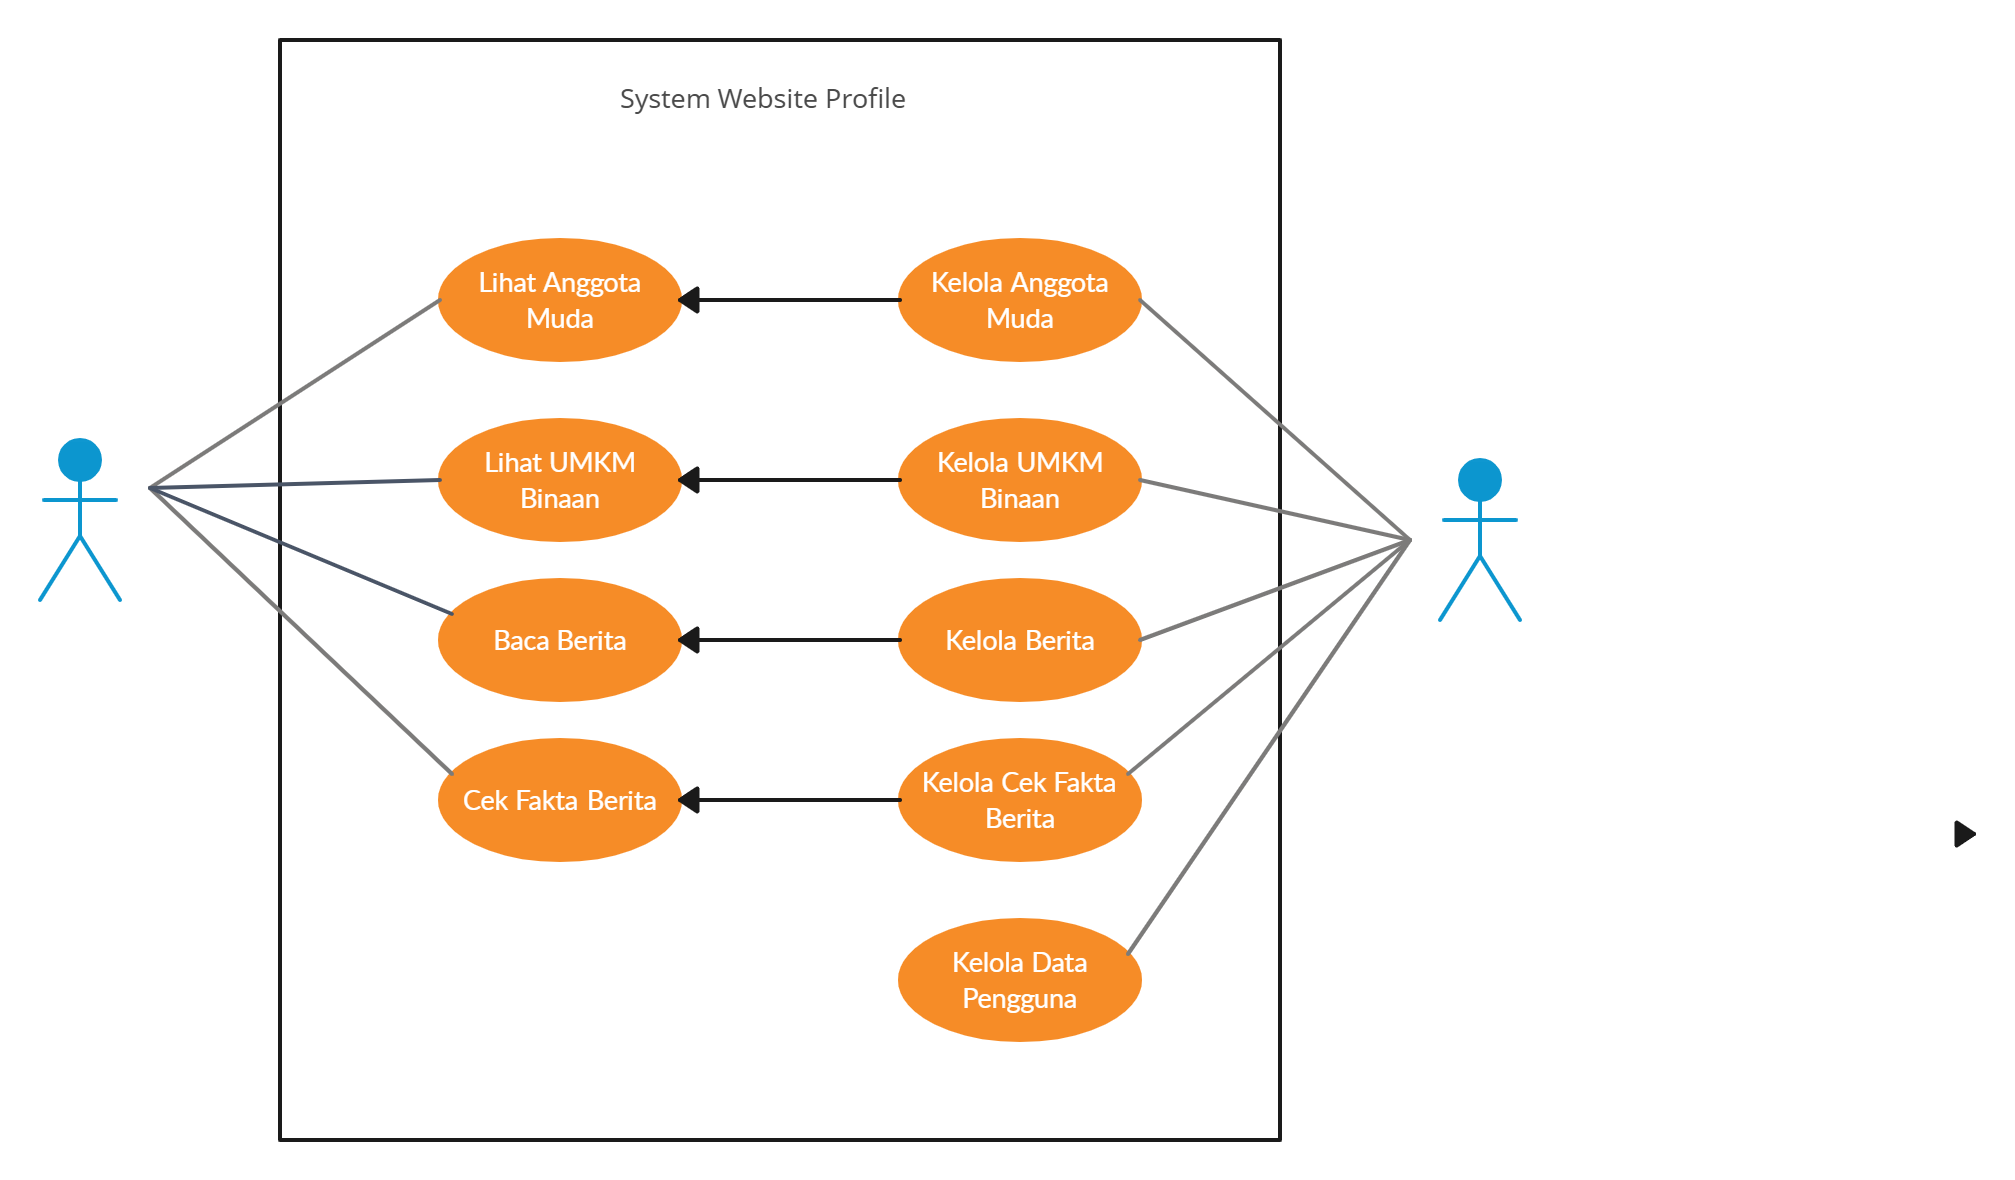 System Website Profile
Lihat Anggota
Muda
Kelola Anggota
Muda
Lihat UMKM
Binaan
Kelola UMKM
Binaan
Baca Berita
Kelola Berita
Cek Fakta Berita
Kelola Cek Fakta
Berita
Kelola Data
Pengguna